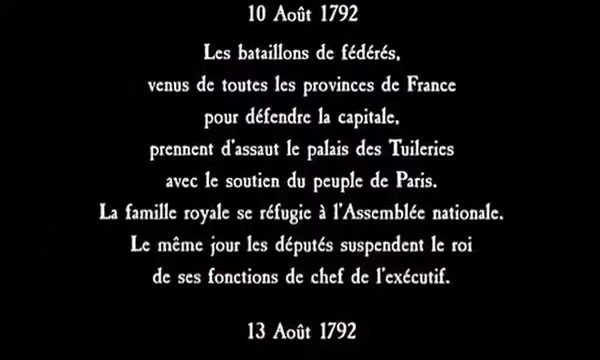 10 Août 1792
Les bataillons de fédérés,
venus de toutes les provinces de France
pour défendre la capitale,
prennent d'assaut le palais des Tuileries
avec le soutien du peuple de Paris.
La famille royale se réfugie à l'Assemblée nationale.
Le même jour les députés suspendent le roi
de ses fonctions de chef de l'exécutif.
13 Août 1792